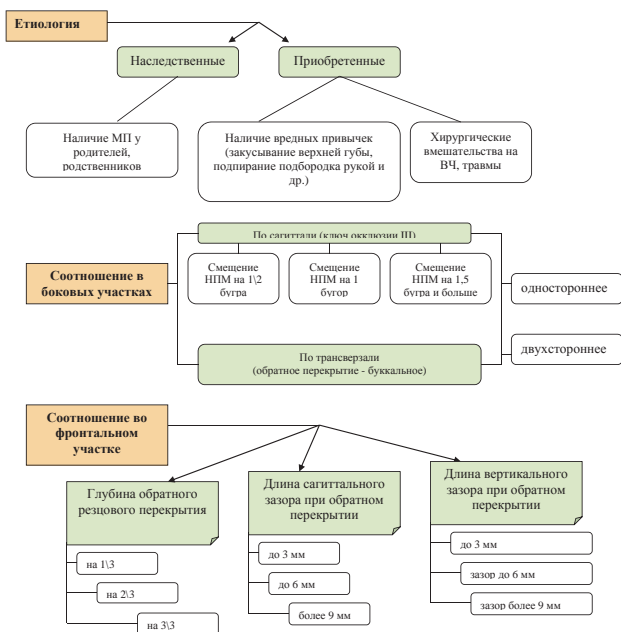 Етиология
Наследственные
Приобретенные
Наличие МП у
родителей,
родственников
Наличие вредных привычек
(закусывание верхней губы,
подпирание подбородка рукой и
др.)
Хирургические
вмешательства на
ВЧ, травмы
По сагиттали (ключ окклюзии III)
Соотношение в
боковых участках
Смещение
НПМ на 1\2
бугра
Смещение
НПМ на 1
бугор
Смещение
НПМ на 1,5
бугра и больше
одностороннее
двухстороннее
По трансверзали
(обратное перекрытие - буккальное)
Соотношение во
фронтальном
участке
Глубина обратного
резцового перекрытия
на 1\3
на 2\3
на 3\3
Длина сагиттального
зазора при обратном
перекрытии
до 3 мм
до 6 мм
более 9 мм
Длина вертикального
зазора при обратном
перекрытии
до 3 мм
зазор до 6 мм
зазор более 9 мм